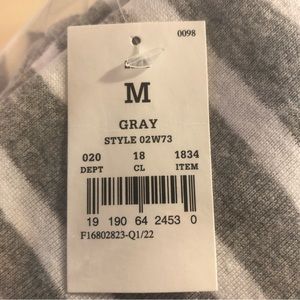 0098
M
GRAY
STYLE 02W73
020 18 1834
DEPT CL ITEM
19 190 64 2453 0
F16802823-Q1/22